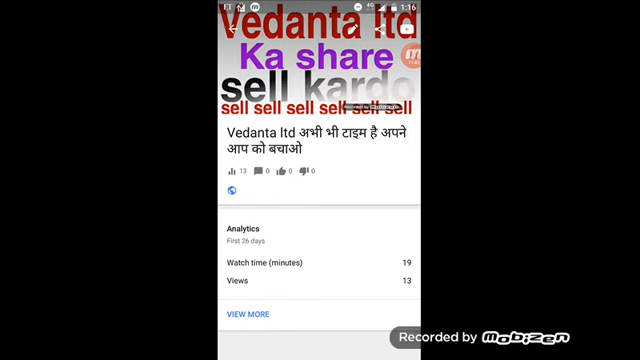 1:16
Vedanta ltd
Ka share
sell kardo
sell sell sell sell sell sell
Vedanta ltd अभी भी टाइम है अपने
आप को बचाओ
13 0 0 0
Analytics
First 26 days
Watch time (minutes) 19
Views 13
VIEW MORE
Recorded by Mobizen